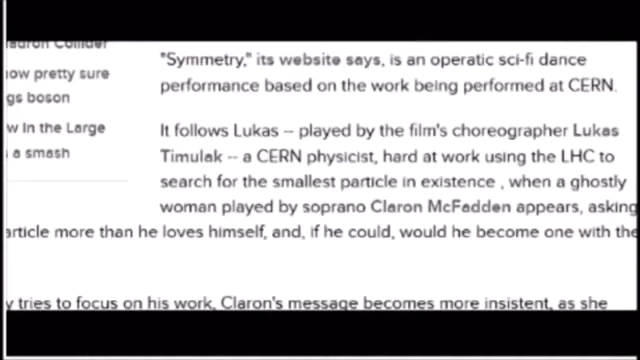 Hadron Collider
now pretty sure
gs boson
w in the Large
a smash
"Symmetry," its website says, is an operatic sci-fi dance
performance based on the work being performed at CERN.
It follows Lukas -- played by the film's choreographer Lukas
Timulak -- a CERN physicist, hard at work using the LHC to
search for the smallest particle in existence , when a ghostly
woman played by soprano Claron McFadden appears, asking
article more than he loves himself, and, if he could, would he become one with the
y tries to focus on his work, Claron's message becomes more insistent, as she